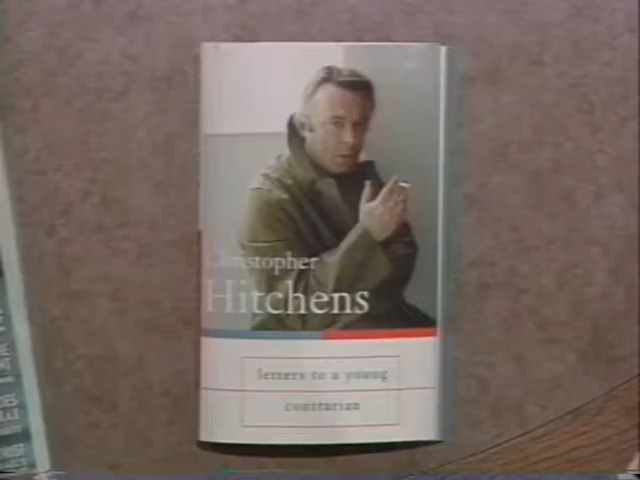 Christopher
Hitchens
letters to a young
contrarian